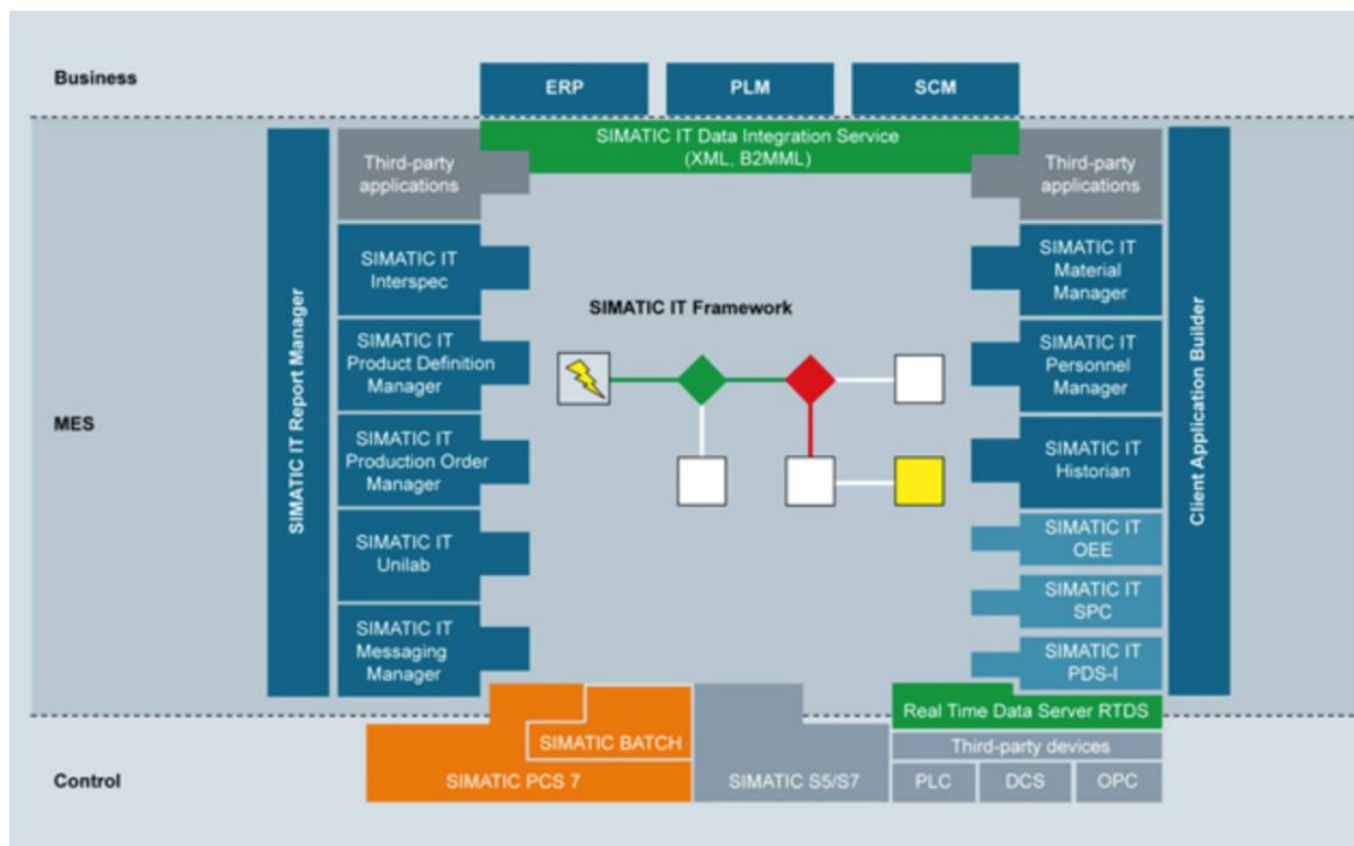 Business
ERP
PLM
SCM
SIMATIC IT Data Integration Service
(XML, B2MML)
MES
SIMATIC IT Report Manager
Third-party
applications
SIMATIC IT
Interspec
SIMATIC IT
Product Definition
Manager
SIMATIC IT
Production Order
Manager
SIMATIC IT
Unilab
SIMATIC IT
Messaging
Manager
SIMATIC IT Framework
Third-party
applications
SIMATIC IT
Material
Manager
SIMATIC IT
Personnel
Manager
SIMATIC IT
Historian
SIMATIC IT
OEE
SIMATIC IT
SPC
SIMATIC IT
PDS-I
Client Application Builder
Control
SIMATIC BATCH
SIMATIC PCS 7
SIMATIC S5/S7
Real Time Data Server RTDS
Third-party devices
PLC
DCS
OPC